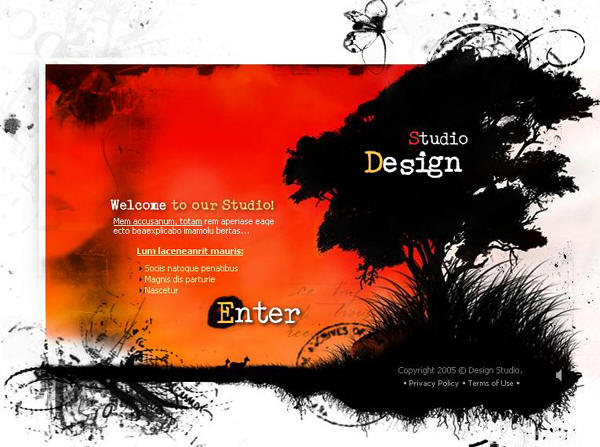 Studio
Design
Welcome to our Studio!
Mem accusanum, totam rem aperiase eaqe
ecto beaexplicabo imamolu bertas...
Lum laceneanrit mauris:
Sociis natoque penatibus
Magnis dis parturie
Nascetur
Enter
Copyright 2005 © Design Studio.
• Privacy Policy • Terms of Use •